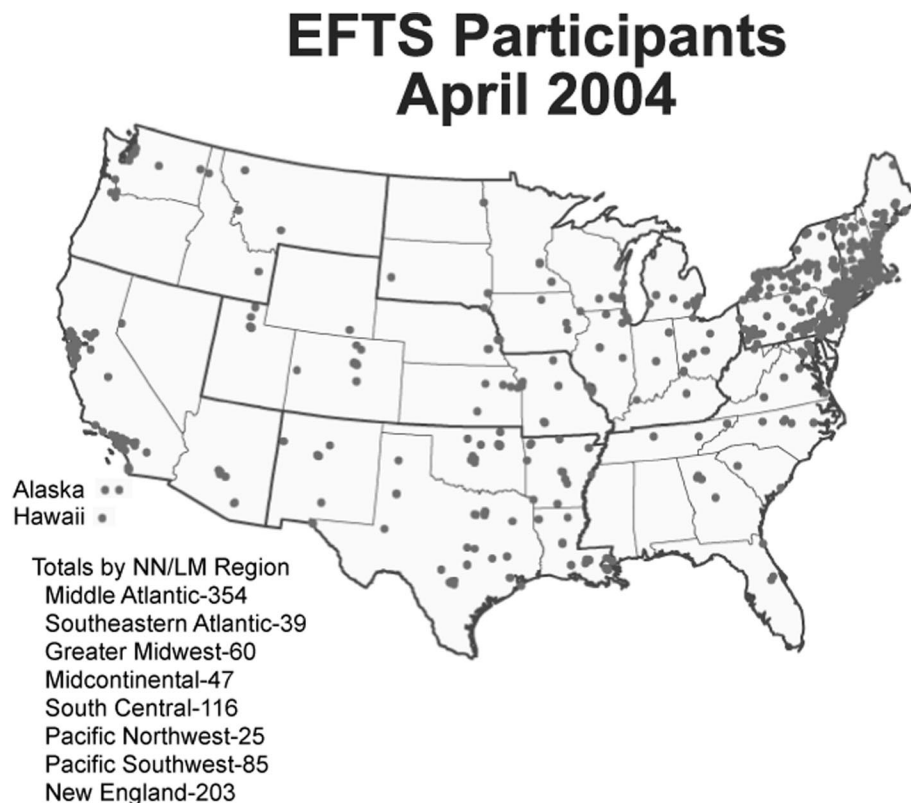 EFTS Participants
April 2004
Alaska
Hawaii
Totals by NN/LM Region
Middle Atlantic-354
Southeastern Atlantic-39
Greater Midwest-60
Midcontinental-47
South Central-116
Pacific Northwest-25
Pacific Southwest-85
New England-203